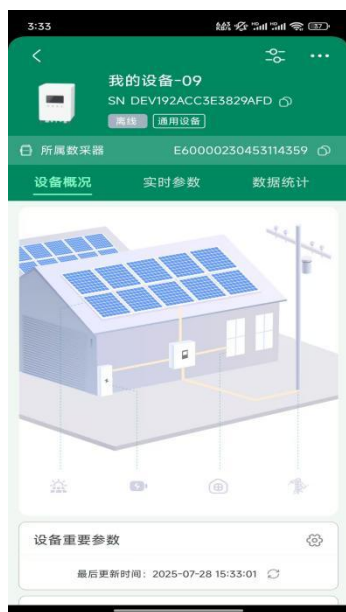 3:33
37
我的设备-09
SN DEV192ACC3E3829AFD
离线 通用设备
所属数采器 E60000230453114359
设备概况 实时参数 数据统计
设备重要参数
最后更新时间：2025-07-28 15:33:01